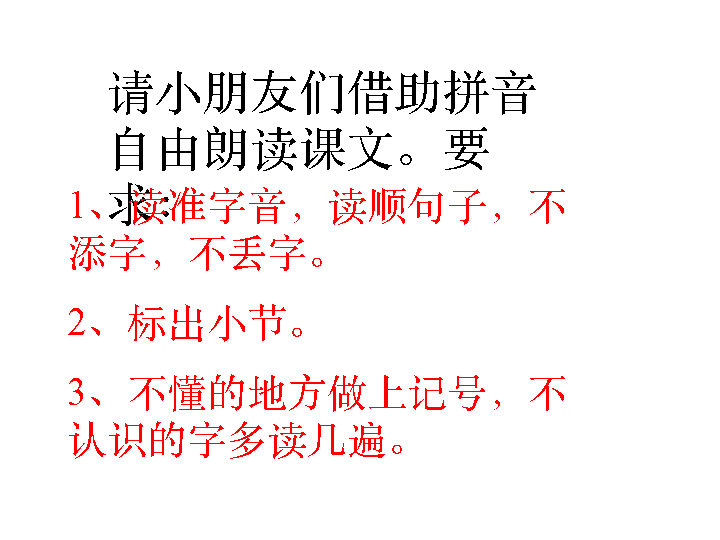 请小朋友们借助拼音
自由朗读课文。要
求：
1、读准字音，读顺句子，不
添字，不丢字。
2、标出小节。
3、不懂的地方做上记号，不
认识的字多读几遍。